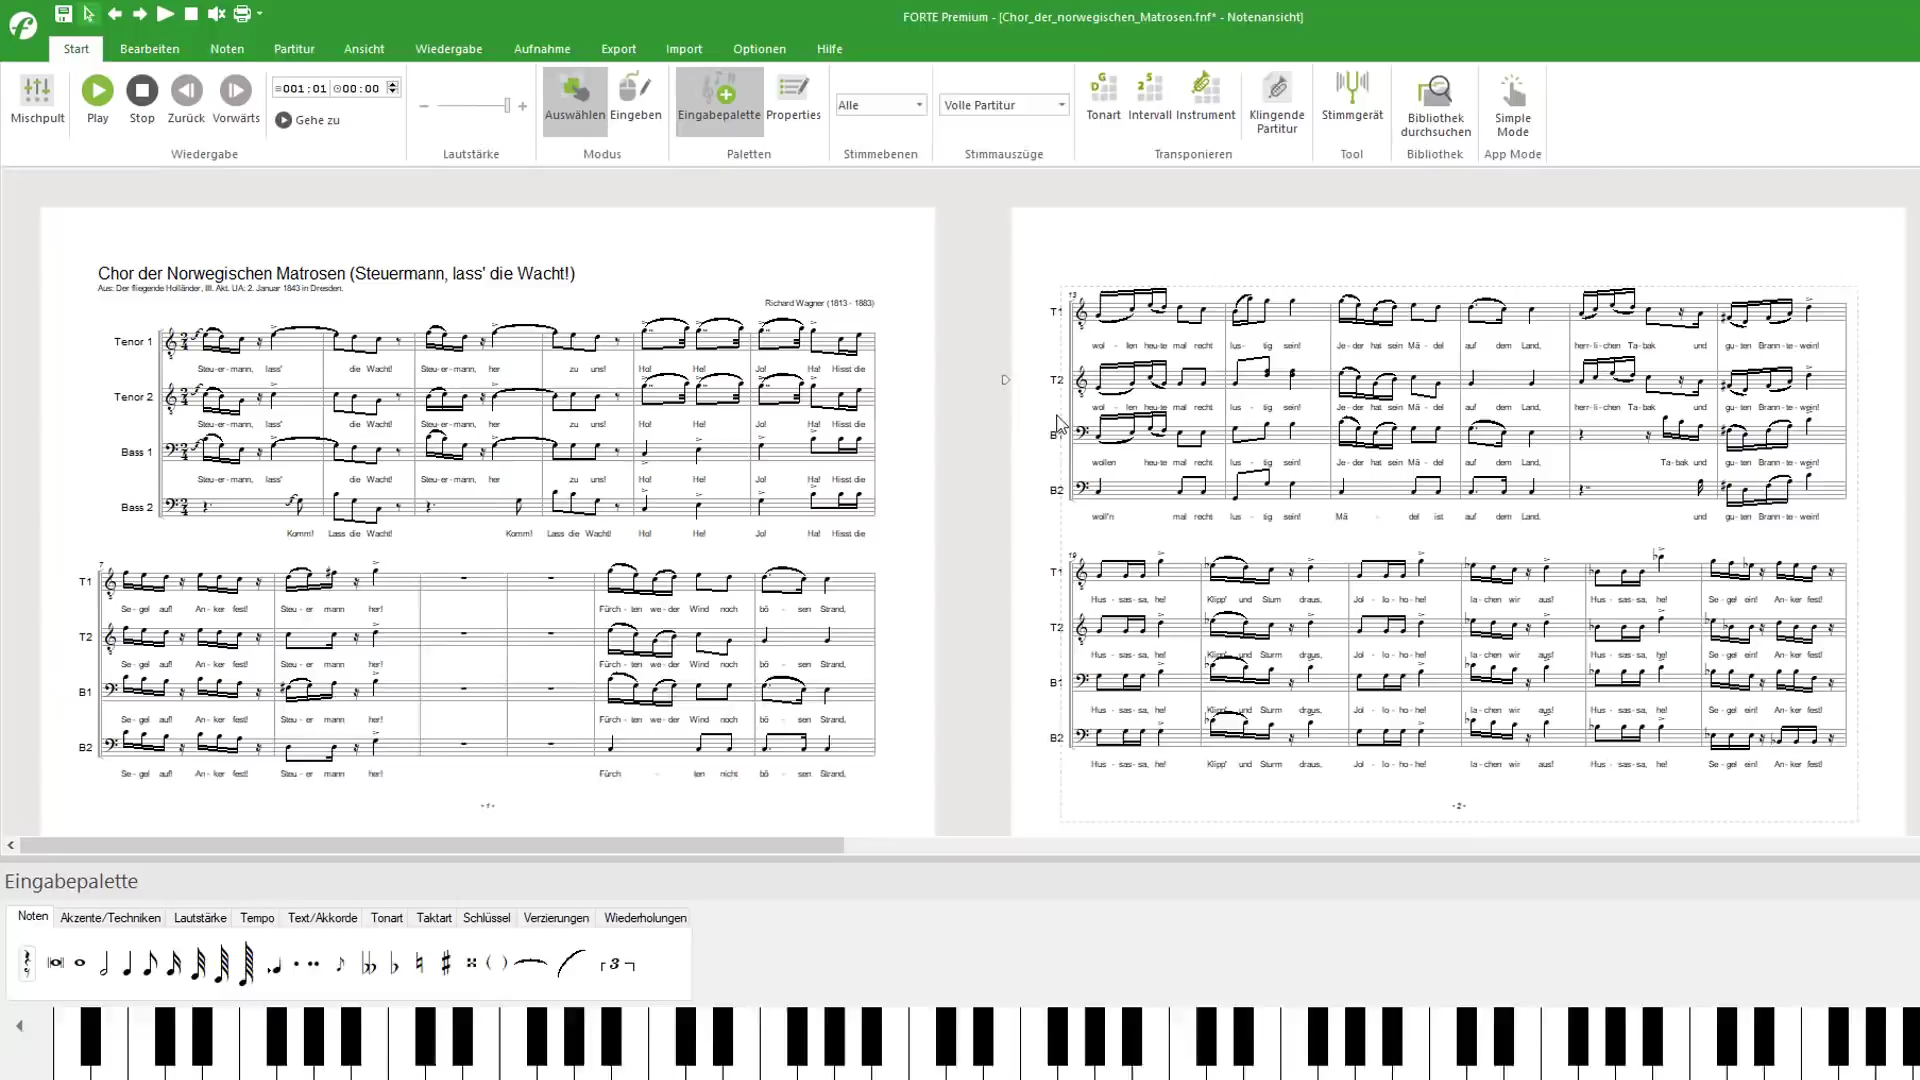 FORTE Premium - [Chor_der_norwegischen_Matrosen.fnf* - Notenansicht]
Start Bearbeiten Noten Partitur Ansicht Wiedergabe Aufnahme Export Import Optionen Hilfe
Mischpult Play Stop Zurück Vorwärts
001:01 00:00
Gehe zu
Wiedergabe
Lautstärke
Auswählen Eingeben
Modus
Eingabepalette Properties
Paletten
Alle
Stimmebenen
Volle Partitur
Stimmauszüge
Tonart Intervall Instrument Klingende Partitur
Transponieren
Stimmgerät
Tool
Bibliothek durchsuchen
Bibliothek
Simple Mode
App Mode
Chor der Norwegischen Matrosen (Steuermann, lass' die Wacht!)
Aus: Der fliegende Holländer, III. Akt. UA: 2. Januar 1843 in Dresden.
Richard Wagner (1813 - 1883)
Tenor 1
Steu-er-mann, lass' die Wacht! Steu-er-mann, her zu uns! Ho! He! Jo! Ha! Hisst die
Tenor 2
Steu-er-mann, lass' die Wacht! Steu-er-mann, her zu uns! Ho! He! Jo! Ha! Hisst die
Bass 1
Steu-er-mann, lass' die Wacht! Steu-er-mann, her zu uns! Ho! He! Jo! Ha! Hisst die
Bass 2
Komm! Lass die Wacht! Komm! Lass die Wacht! Ho! He! Jo! Ha! Hisst die
7
T1
Se-gel auf! An-ker fest! Steu-er mann her! Fürch-ten we-der Wind noch bö-sen Strand,
T2
Se-gel auf! An-ker fest! Steu-er mann her! Fürch-ten we-der Wind noch bö-sen Strand,
B1
Se-gel auf! An-ker fest! Steu-er mann her! Fürch-ten we-der Wind noch bö-sen Strand,
B2
Se-gel auf! An-ker fest! Steu-er mann her! Fürch - ten nicht bö-sen Strand,
- 1 -
13
T1
wol-len heu-te mal recht lus-tig sein! Je-der hat sein Mä-del auf dem Land, herr-li-chen Ta-bak und gu-ten Brann-te-wein!
T2
wol-len heu-te mal recht lus-tig sein! Je-der hat sein Mä-del auf dem Land, herr-li-chen Ta-bak und gu-ten Brann-te-wein!
wollen heu-te mal recht lus-tig sein! Je-der hat sein Mä-del auf dem Land, Ta-bak und gu-ten Brann-te-wein!
B2
woll'n mal recht lus-tig sein! Mä - del ist auf dem Land, und gu-ten Brann-te-wein!
19
T1
Hus-sas-sa, he! Klipp' und Sturm draus, Jol-lo-ho-he! la-chen wir aus! Hus-sas-sa, he! Se-gel ein! An-ker fest!
T2
Hus-sas-sa, he! Klipp' und Sturm draus, Jol-lo-ho-he! la-chen wir aus! Hus-sas-sa, he! Se-gel ein! An-ker fest!
B1
Hus-sas-sa, he! Klipp' und Sturm draus, Jol-lo-ho-he! la-chen wir aus! Hus-sas-sa, he! Se-gel ein! An-ker fest!
B2
Hus-sas-sa, he! Klipp' und Sturm draus, Jol-lo-ho-he! la-chen wir aus! Hus-sas-sa, he! Se-gel ein! An-ker fest!
- 2 -
Eingabepalette
Noten Akzente/Techniken Lautstärke Tempo Text/Akkorde Tonart Taktart Schlüssel Verzierungen Wiederholungen
3